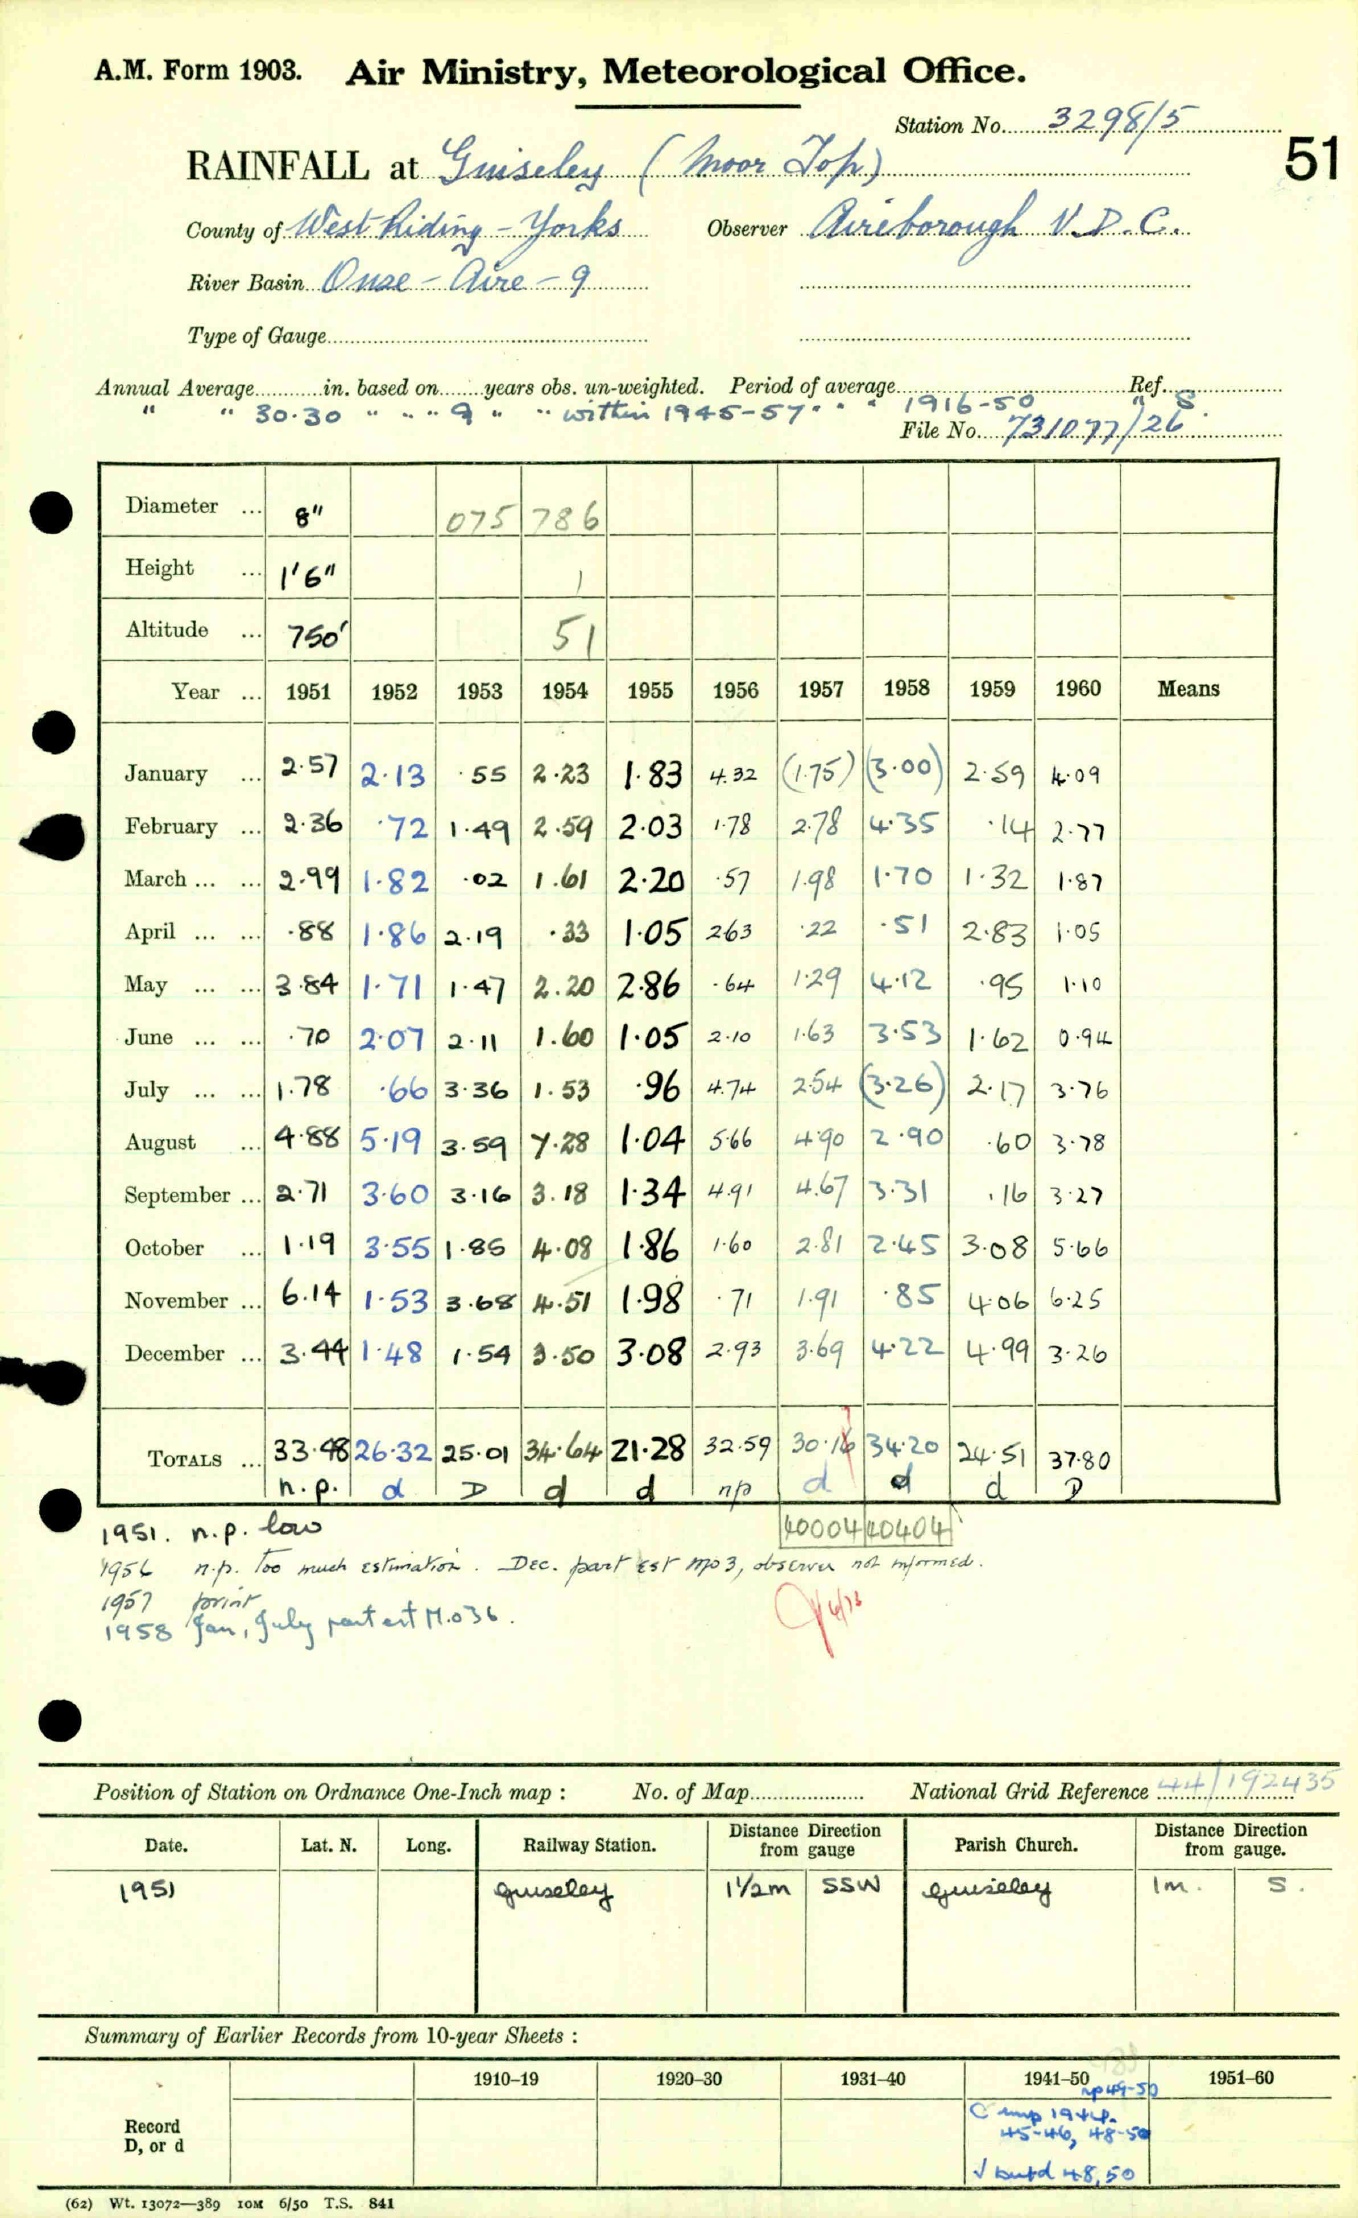 A.M. Form 1903. Air Ministry, Meteorological Office.
Station No. 3298/5
51
RAINFALL at Guiseley (Moor Top)
County of West Riding - Yorks Observer Aireborough U.D.C.
River Basin Ouse - Aire - 9
Type of Gauge
Annual Average in. based on years obs. un-weighted. Period of average Ref.
" " 30.30 " " " 9 " " within 1945-57 " " " 1916-50 " 8.
File No. 731077/26
Diameter ... 8" 075 786
Height ... 1'6" 1
Altitude ... 750' 51
Year ... 1951 1952 1953 1954 1955 1956 1957 1958 1959 1960 Means
January ... 2.57 2.13 .55 2.23 1.83 4.32 (1.75) (3.00) 2.59 4.09
February ... 2.36 .72 1.49 2.59 2.03 1.78 2.78 4.35 .14 2.77
March ... ... 2.99 1.82 .02 1.61 2.20 .57 1.98 1.70 1.32 1.87
April ... ... .88 1.86 2.19 .33 1.05 2.63 .22 .51 2.83 1.05
May ... ... 3.84 1.71 1.47 2.20 2.86 .64 1.29 4.12 .95 1.10
June ... ... .70 2.07 2.11 1.60 1.05 2.10 1.63 3.53 1.62 0.94
July ... ... 1.78 .66 3.36 1.53 .96 4.74 2.54 (3.26) 2.17 3.76
August ... 4.88 5.19 3.59 7.28 1.04 5.66 4.90 2.90 .60 3.78
September ... 2.71 3.60 3.16 3.18 1.34 4.91 4.67 3.31 .16 3.27
October ... 1.19 3.55 1.85 4.08 1.86 1.60 2.81 2.45 3.08 5.66
November ... 6.14 1.53 3.68 4.51 1.98 .71 1.91 .85 4.06 6.25
December ... 3.44 1.48 1.54 3.50 3.08 2.93 3.69 4.22 4.99 3.26
TOTALS ... 33.48 26.32 25.01 34.64 21.28 32.59 30.1 34.20 24.51 37.80
n.p. d D d d np d d d D
40004 40404
1951. n.p. low
1956 n.p. Too much estimation. Dec. part est MO3, observer not informed.
1957 print
1958 Jan, July part est M.O3b.
Position of Station on Ordnance One-Inch map : No. of Map National Grid Reference 44/192435
Date. Lat. N. Long. Railway Station. Distance Direction from gauge Parish Church. Distance Direction from gauge.
1951 Guiseley 1½m SSW Guiseley 1m. S.
Summary of Earlier Records from 10-year Sheets :
1910–19 1920–30 1931–40 1941–50 1951–60
np 49-50
Record
D, or d
1944.
45-46, 48-50
√ 48,50
(62) Wt. 13072—389 10M 6/50 T.S. 841